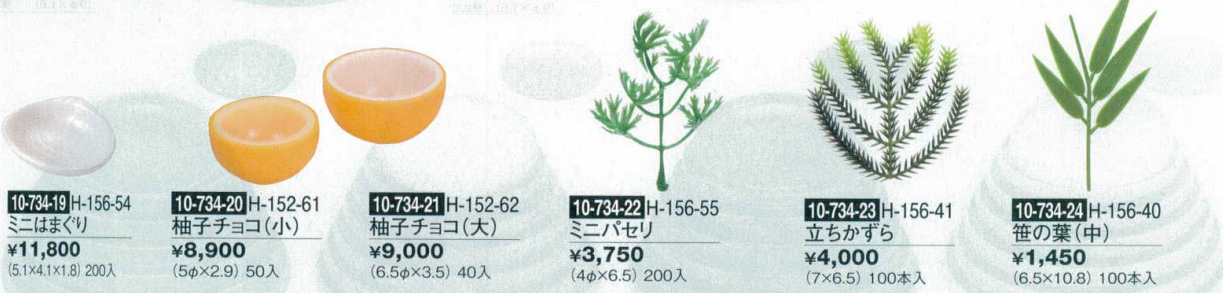 10-734-19 H-156-54
ミニはまぐり
¥11,800
(5.1×4.1×1.8) 200入
10-734-20 H-152-61
柚子チョコ(小)
¥8,900
(5φ×2.9) 50入
10-734-21 H-152-62
柚子チョコ(大)
¥9,000
(6.5φ×3.5) 40入
10-734-22 H-156-55
ミニパセリ
¥3,750
(4φ×6.5) 200入
10-734-23 H-156-41
立ちかずら
¥4,000
(7×6.5) 100本入
10-734-24 H-156-40
笹の葉(中)
¥1,450
(6.5×10.8) 100本入